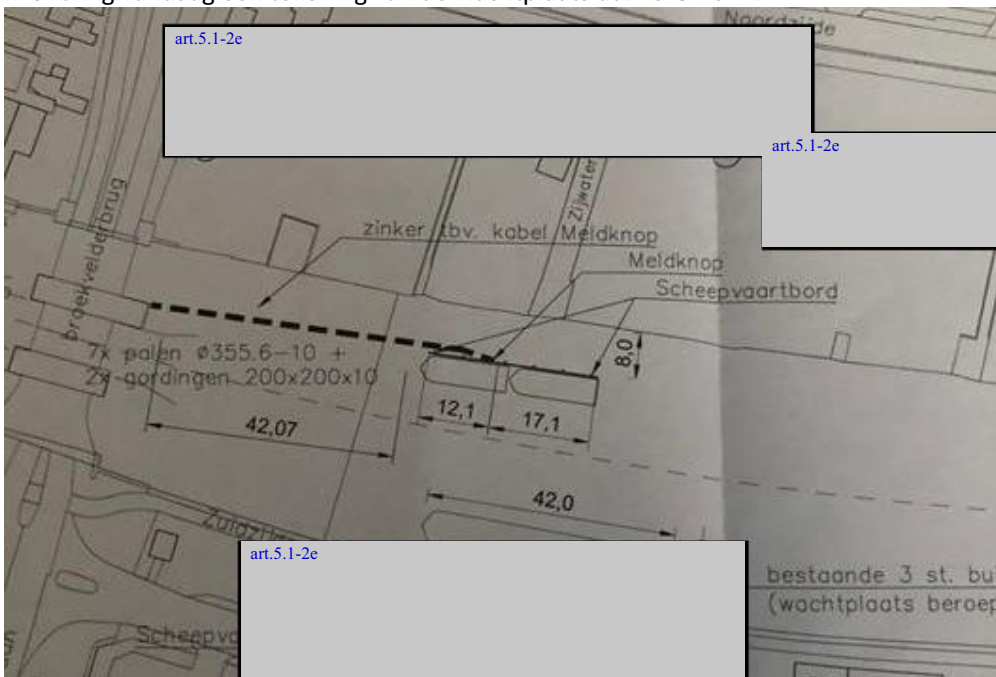 Noordzijde
art.5.1-2e
art.5.1-2e
broekvelderbrug
Zijwater
zinker tbv. kabel Meldknop
Meldknop
Scheepvaartbord
7x palen ø355.6-10 +
2x gordingen 200x200x10
8,0
12,1
17,1
42,07
42,0
art.5.1-2e
bestaande 3 st. bu
(wachtplaats beroep
Scheepva